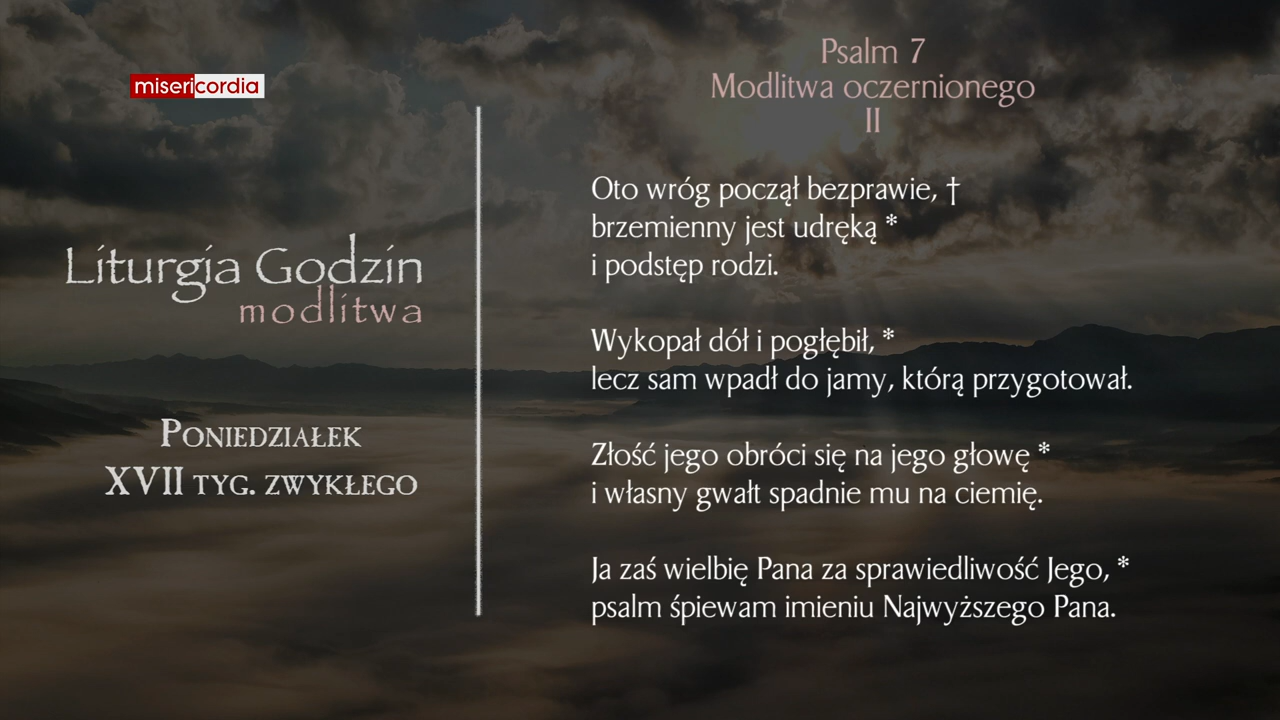 misericordia
Liturgia Godzin
modlitwa
Poniedziałek
XVII tyg. zwykłego
Psalm 7
Modlitwa oczernionego
II
Oto wróg począł bezprawie, †
brzemienny jest udręką *
i podstęp rodzi.
Wykopał dół i pogłębił, *
lecz sam wpadł do jamy, którą przygotował.
Złość jego obróci się na jego głowę *
i własny gwałt spadnie mu na ciemię.
Ja zaś wielbię Pana za sprawiedliwość Jego, *
psalm śpiewam imieniu Najwyższego Pana.